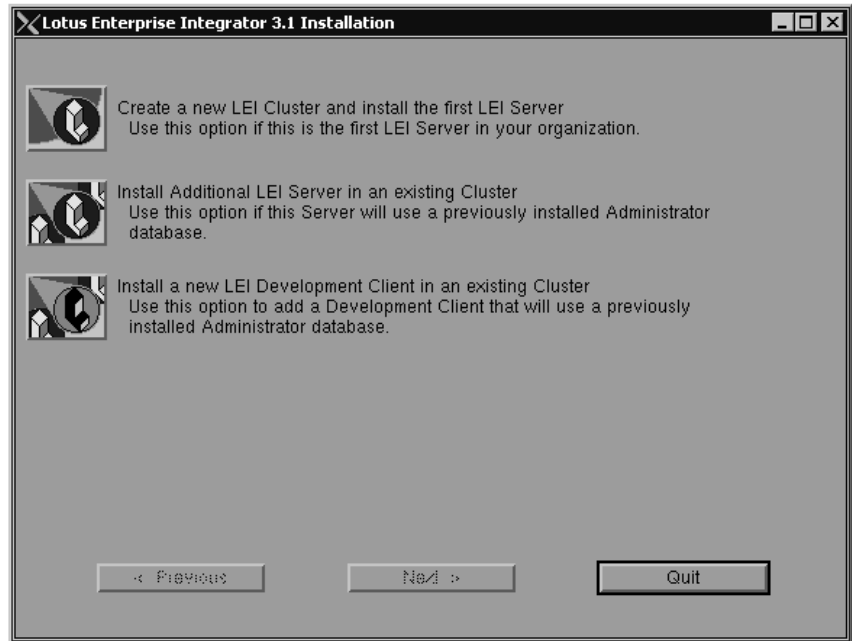 Lotus Enterprise Integrator 3.1 Installation
Create a new LEI Cluster and install the first LEI Server
Use this option if this is the first LEI Server in your organization.
Install Additional LEI Server in an existing Cluster
Use this option if this Server will use a previously installed Administrator
database.
Install a new LEI Development Client in an existing Cluster
Use this option to add a Development Client that will use a previously
installed Administrator database.
< Previous
Next >
Quit